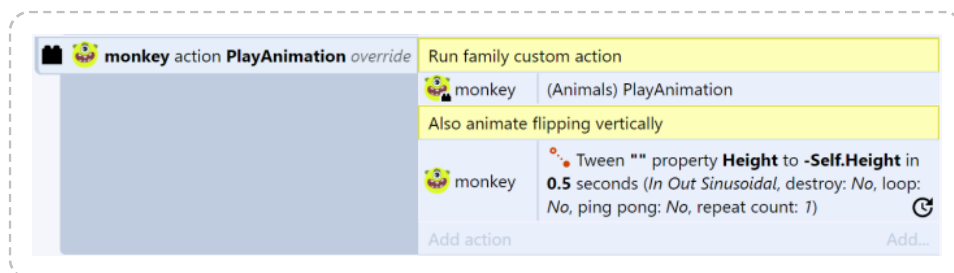 monkey action PlayAnimation override
Run family custom action
monkey (Animals) PlayAnimation
Also animate flipping vertically
monkey
Tween "" property Height to -Self.Height in
0.5 seconds (In Out Sinusoidal, destroy: No, loop:
No, ping pong: No, repeat count: 1)
Add action Add...